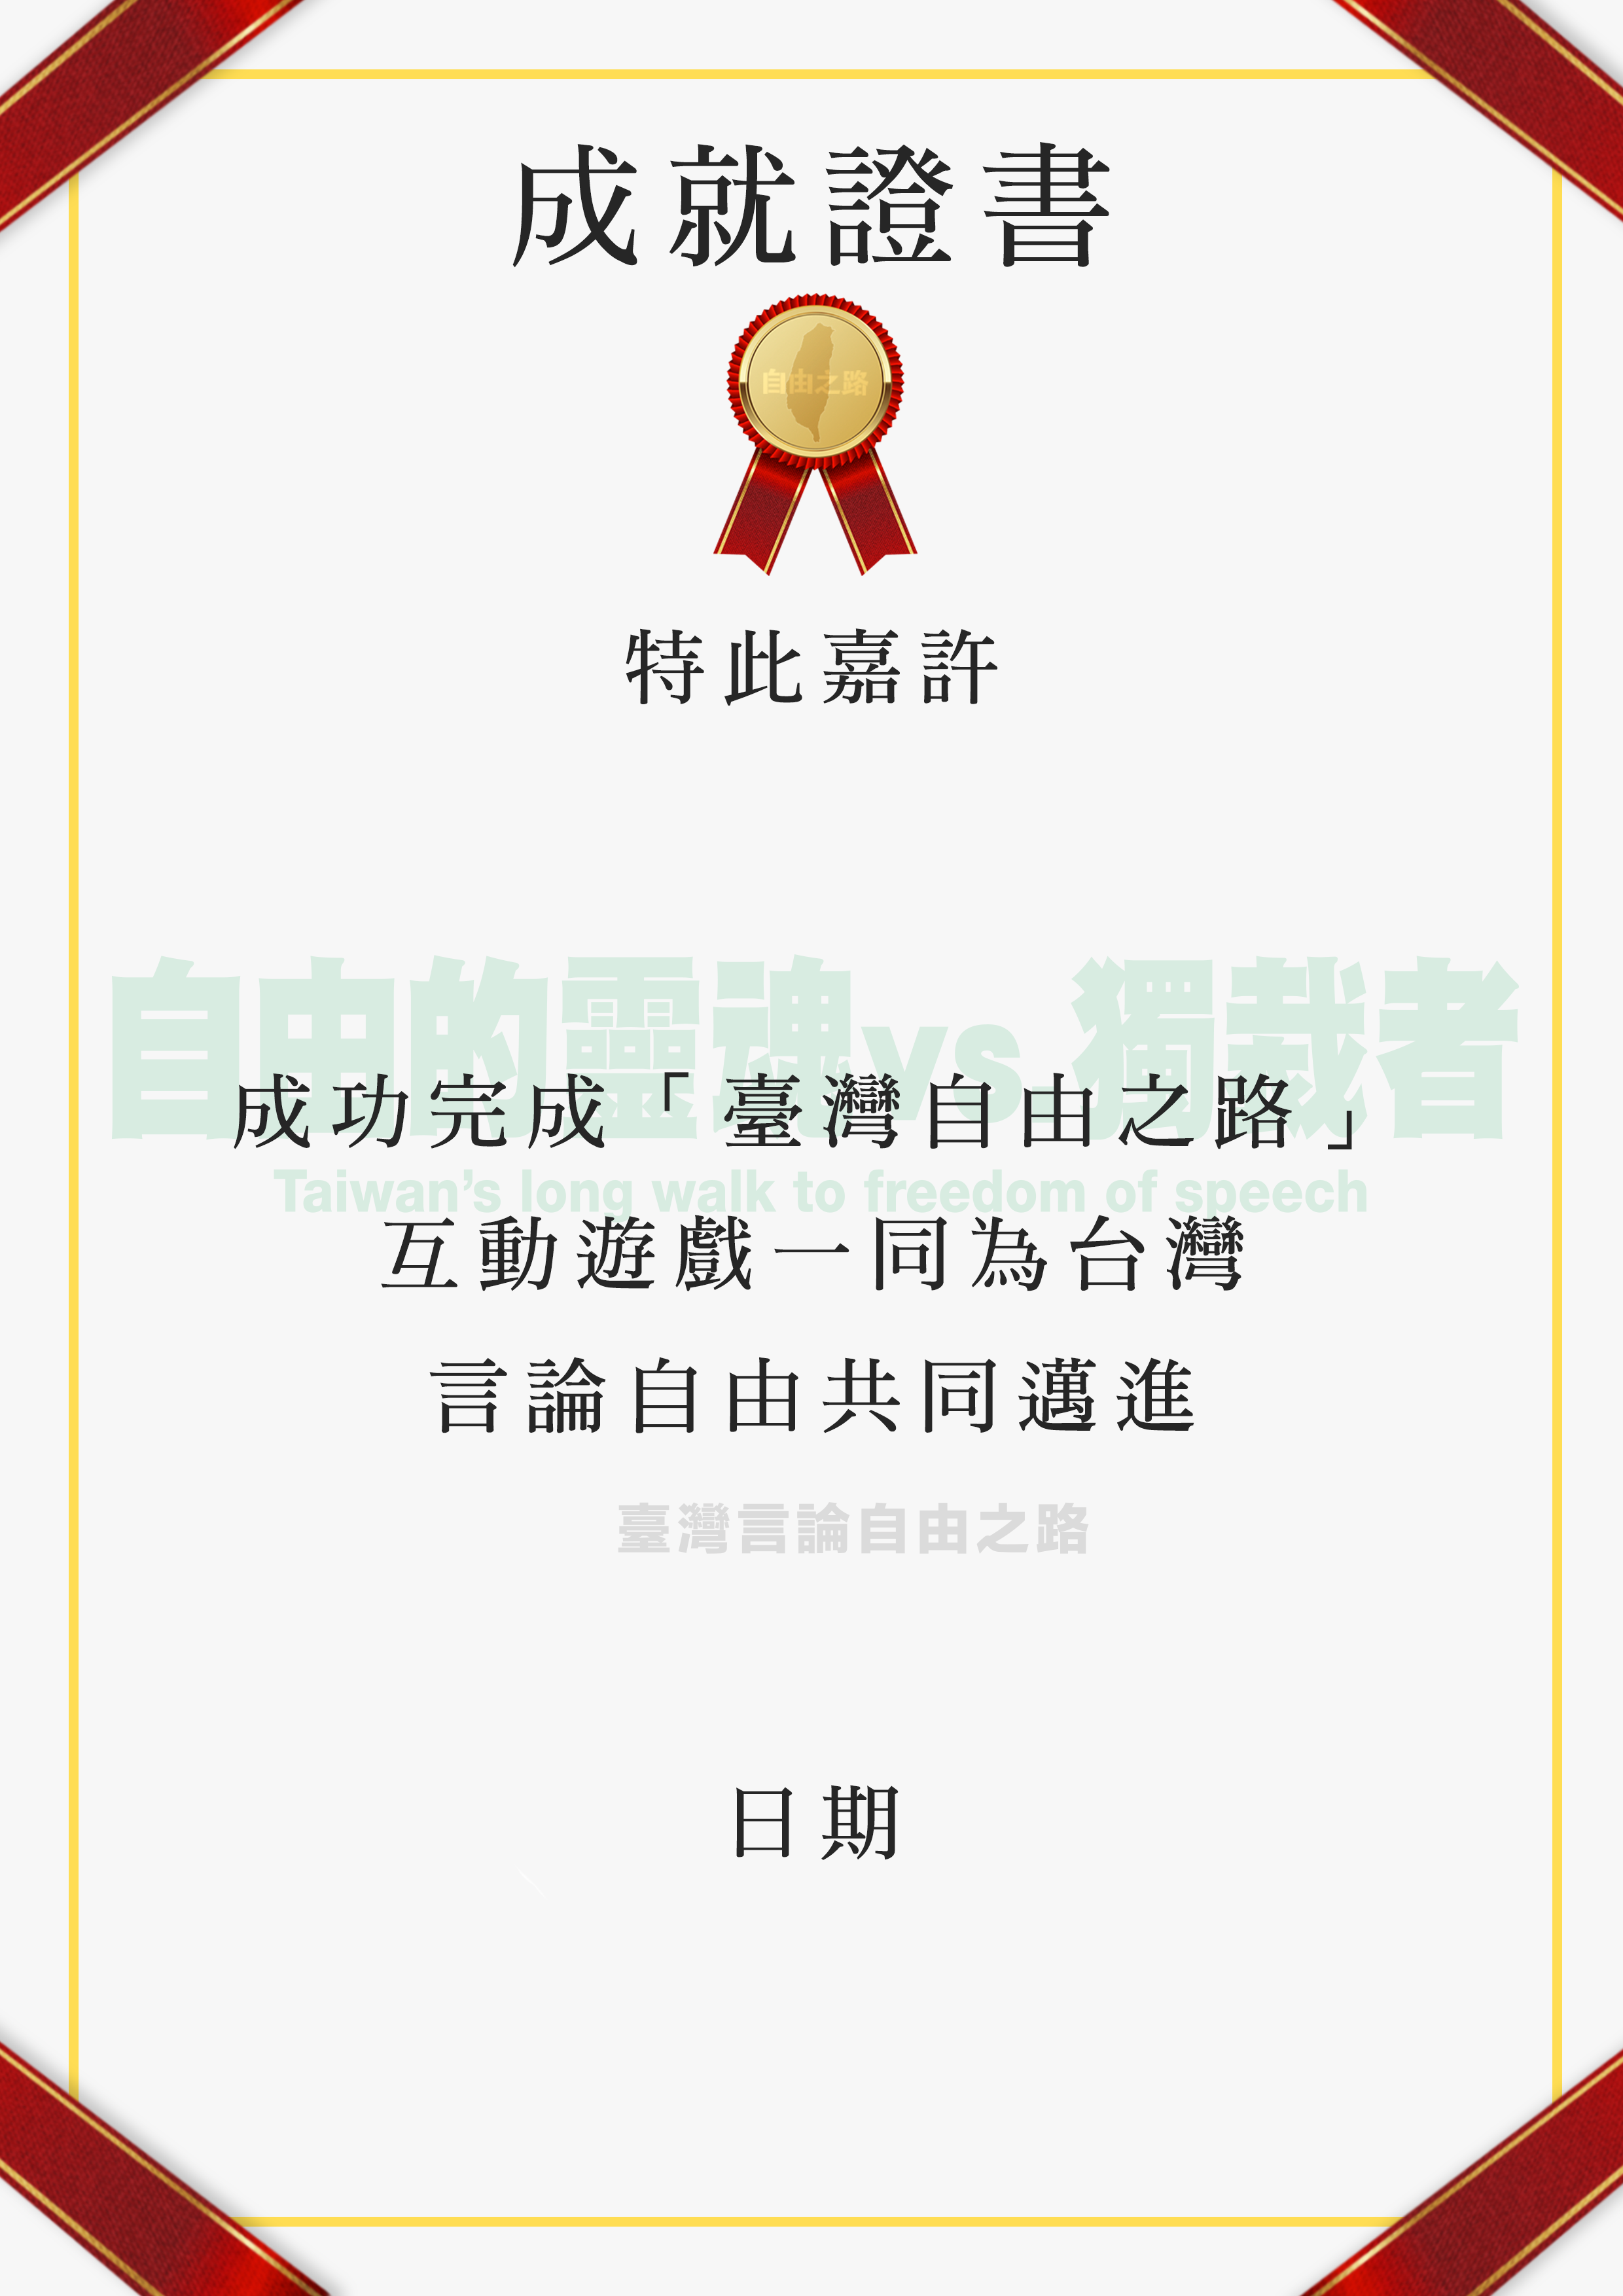 成就證書
自由之路
特此嘉許
自由的靈魂vs.獨裁者
成功完成「臺灣自由之路」
Taiwan’s long walk to freedom of speech
互動遊戲一同為台灣
言論自由共同邁進
臺灣言論自由之路
日期